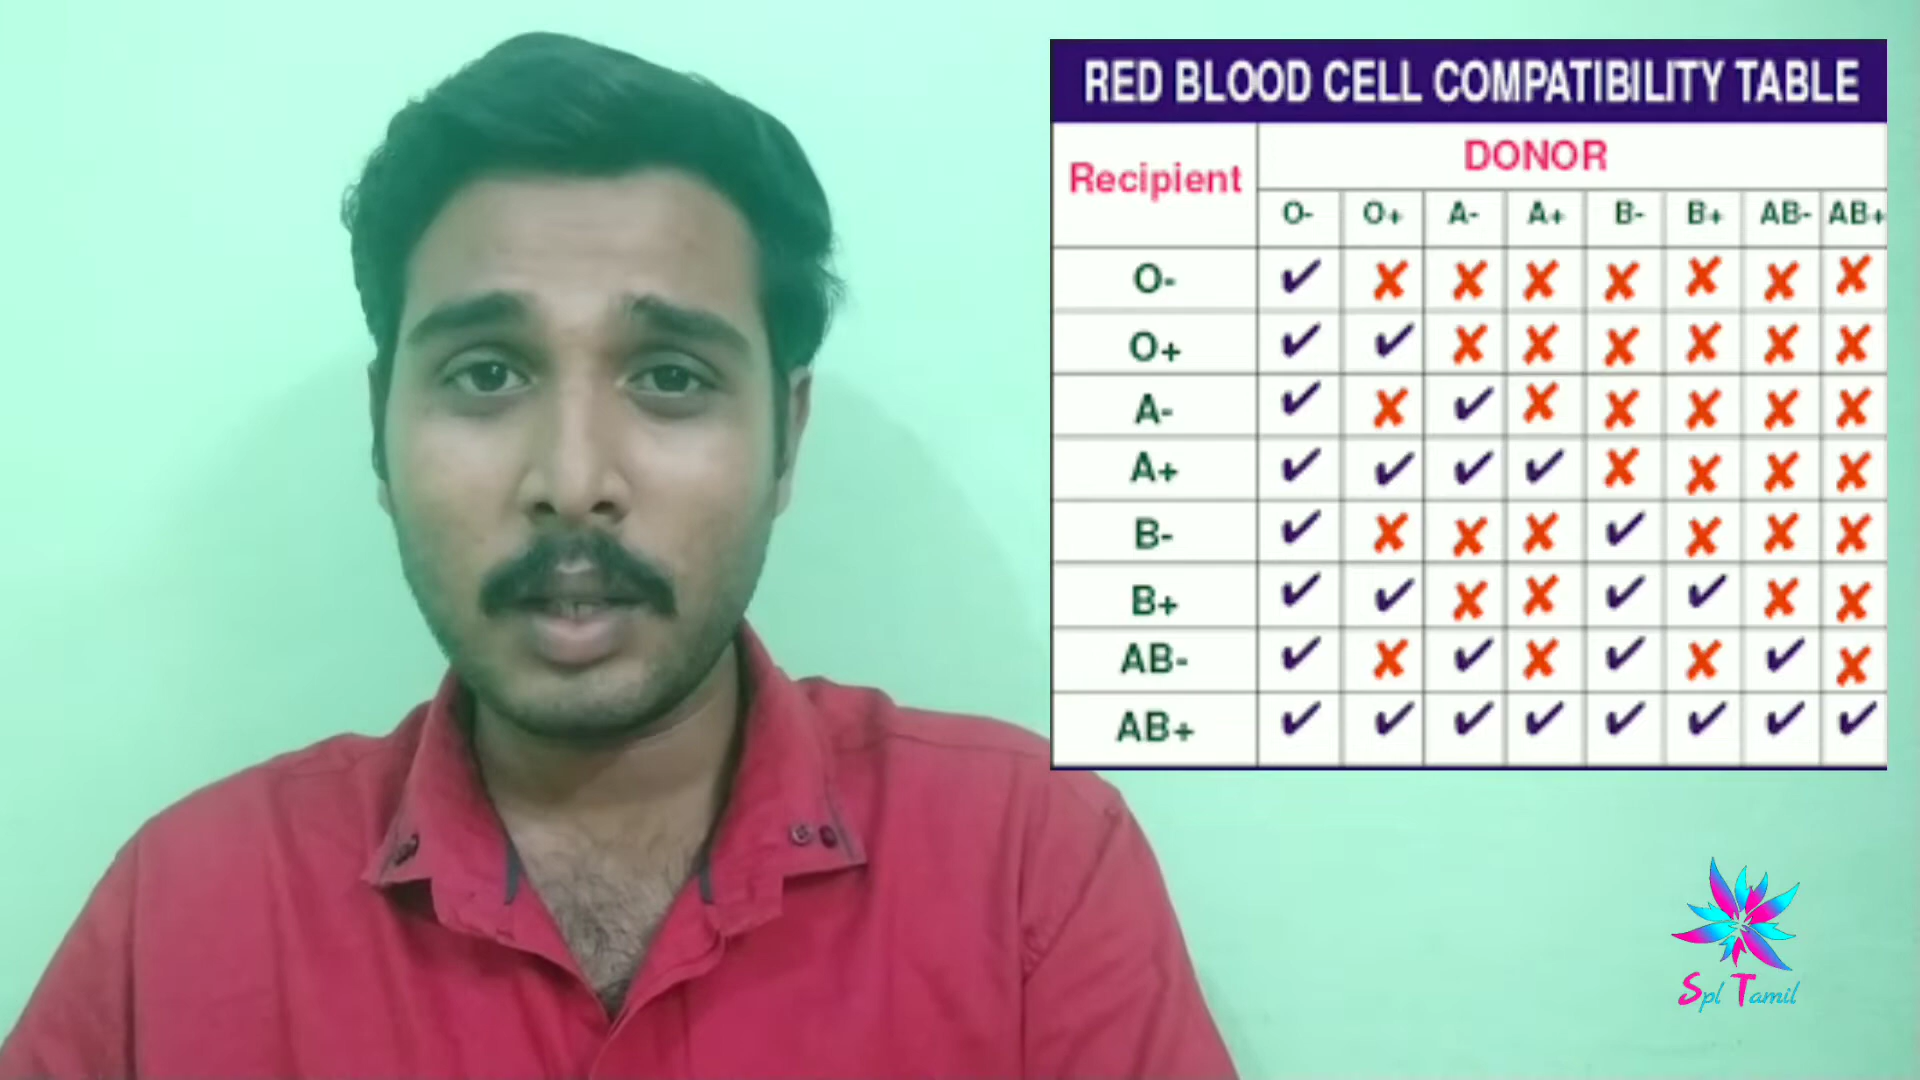 RED BLOOD CELL COMPATIBILITY TABLE
Recipient DONOR
O- O+ A- A+ B- B+ AB- AB+
O- ✔ ✘ ✘ ✘ ✘ ✘ ✘ ✘
O+ ✔ ✔ ✘ ✘ ✘ ✘ ✘ ✘
A- ✔ ✘ ✔ ✘ ✘ ✘ ✘ ✘
A+ ✔ ✔ ✔ ✔ ✘ ✘ ✘ ✘
B- ✔ ✘ ✘ ✘ ✔ ✘ ✘ ✘
B+ ✔ ✔ ✘ ✘ ✔ ✔ ✘ ✘
AB- ✔ ✘ ✔ ✘ ✔ ✘ ✔ ✘
AB+ ✔ ✔ ✔ ✔ ✔ ✔ ✔ ✔
Spl Tamil